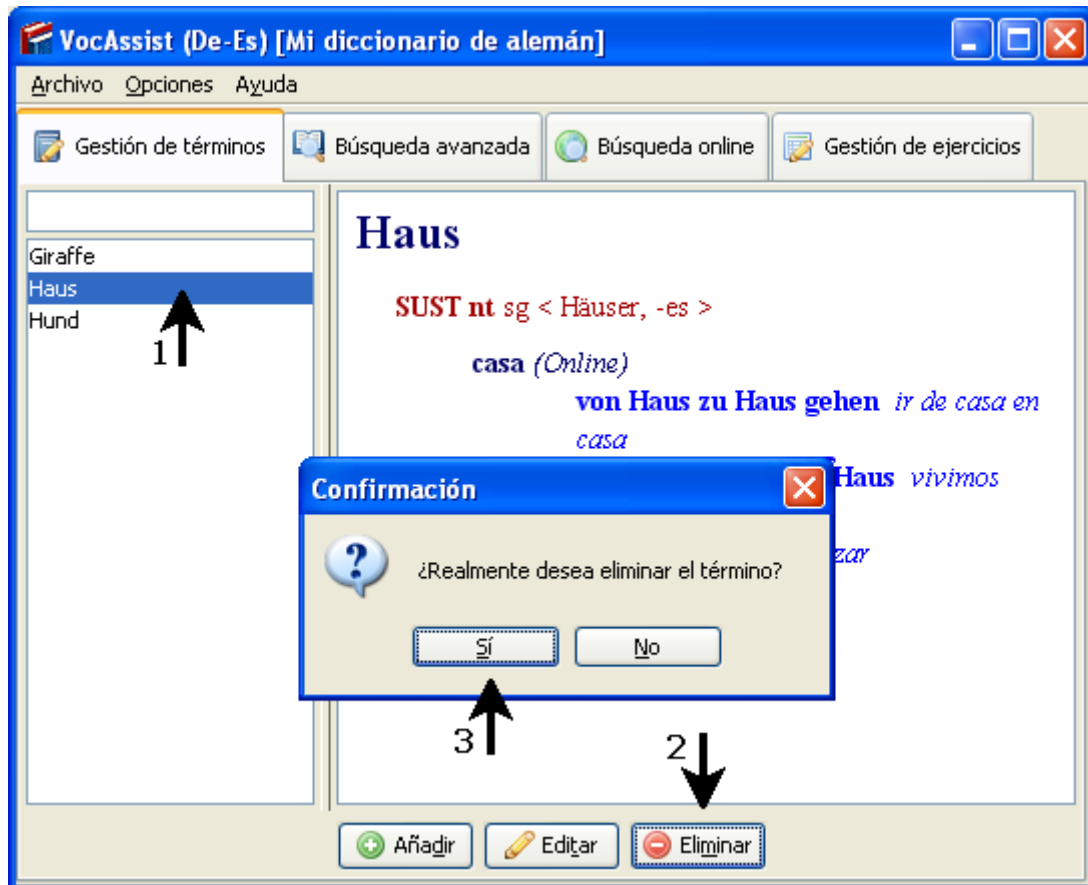 VocAssist (De-Es) [Mi diccionario de alemán]
Archivo Opciones Ayuda
Gestión de términos Búsqueda avanzada Búsqueda online Gestión de ejercicios
Giraffe
Haus
Hund
1
Haus
SUST nt sg < Häuser, -es >
casa (Online)
von Haus zu Haus gehen ir de casa en
casa
Haus vivimos
zar
Confirmación
¿Realmente desea eliminar el término?
Sí No
3
2
Añadir Editar Eliminar